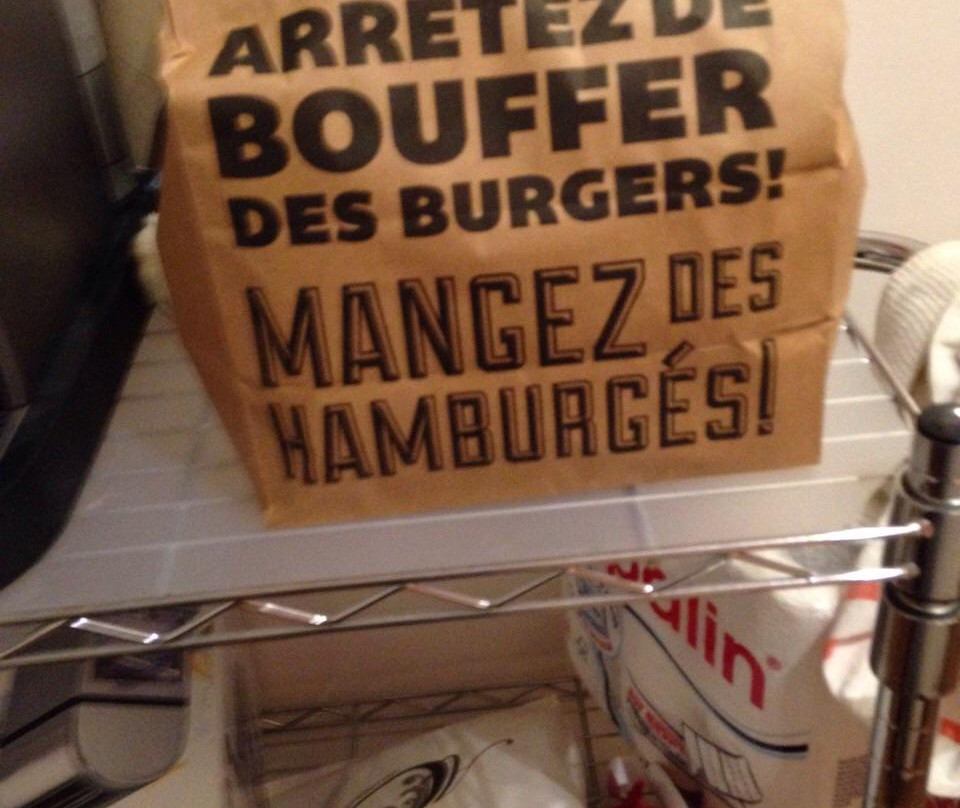 ARRETEZ DE
BOUFFER
DES BURGERS!
MANGEZ DES
HAMBURGÉS!